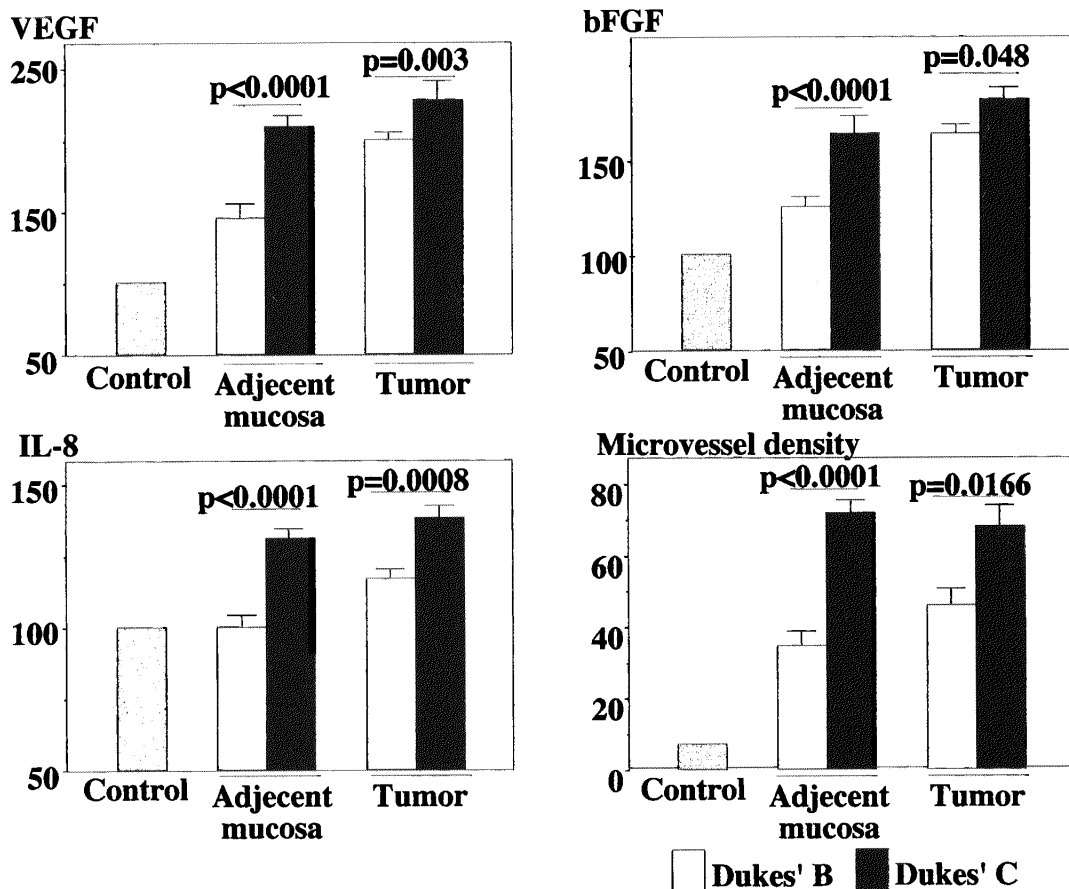 VEGF
250
150
50
p<0.0001
p=0.003
Control
Adjecent
mucosa
Tumor
bFGF
150
100
50
p<0.0001
p=0.048
Control
Adjecent
mucosa
Tumor
IL-8
150
100
50
p<0.0001
p=0.0008
Control
Adjecent
mucosa
Tumor
Microvessel density
80
60
40
20
0
p<0.0001
p=0.0166
Control
Adjecent
mucosa
Tumor
Dukes' B
Dukes' C